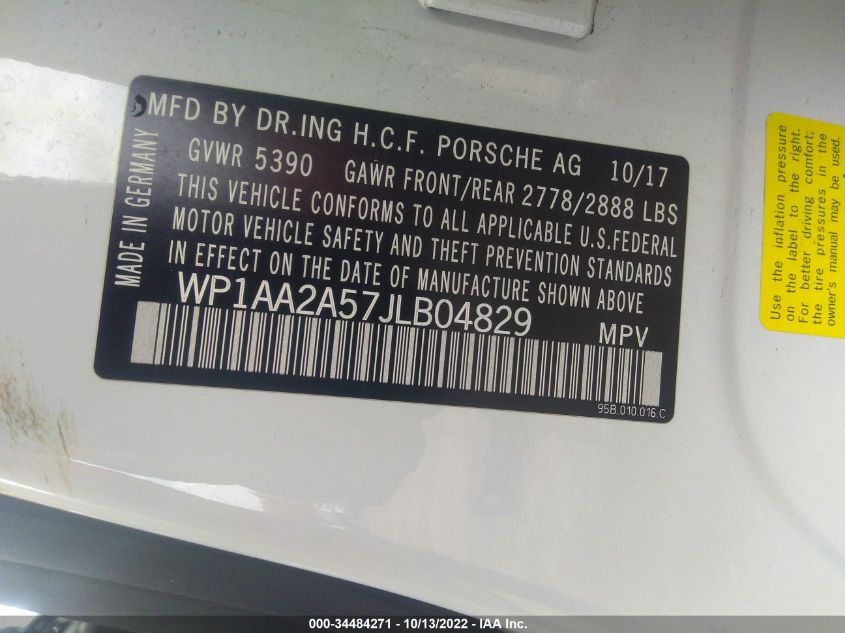 MFD BY DR.ING H.C.F. PORSCHE AG 10/17
GVWR 5390 GAWR FRONT/REAR 2778/2888 LBS
THIS VEHICLE CONFORMS TO ALL APPLICABLE U.S.FEDERAL
MOTOR VEHICLE SAFETY AND THEFT PREVENTION STANDARDS
IN EFFECT ON THE DATE OF MANUFACTURE SHOWN ABOVE
WP1AA2A57JLB04829 MPV
95B.010.016.C
MADE IN GERMANY
Use the inflation pressure
on the label to the right.
For better driving comfort;
the tire pressures in the
owner's manual may be used.
000-34484271 - 10/13/2022 - IAA Inc.